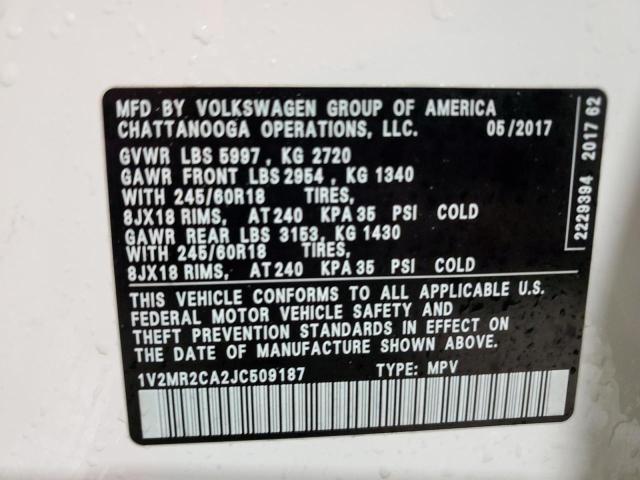 MFD BY VOLKSWAGEN GROUP OF AMERICA
CHATTANOOGA OPERATIONS, LLC. 05/2017
GVWR LBS 5997 , KG 2720
GAWR FRONT LBS 2954 , KG 1340
WITH 245/60R18 TIRES,
8JX18 RIMS, AT 240 KPA 35 PSI COLD
GAWR REAR LBS 3153, KG 1430
WITH 245/60R18 TIRES,
8JX18 RIMS, AT 240 KPA 35 PSI COLD
THIS VEHICLE CONFORMS TO ALL APPLICABLE U.S.
FEDERAL MOTOR VEHICLE SAFETY AND
THEFT PREVENTION STANDARDS IN EFFECT ON
THE DATE OF MANUFACTURE SHOWN ABOVE.
1V2MR2CA2JC509187 TYPE: MPV
2229394 2017 62